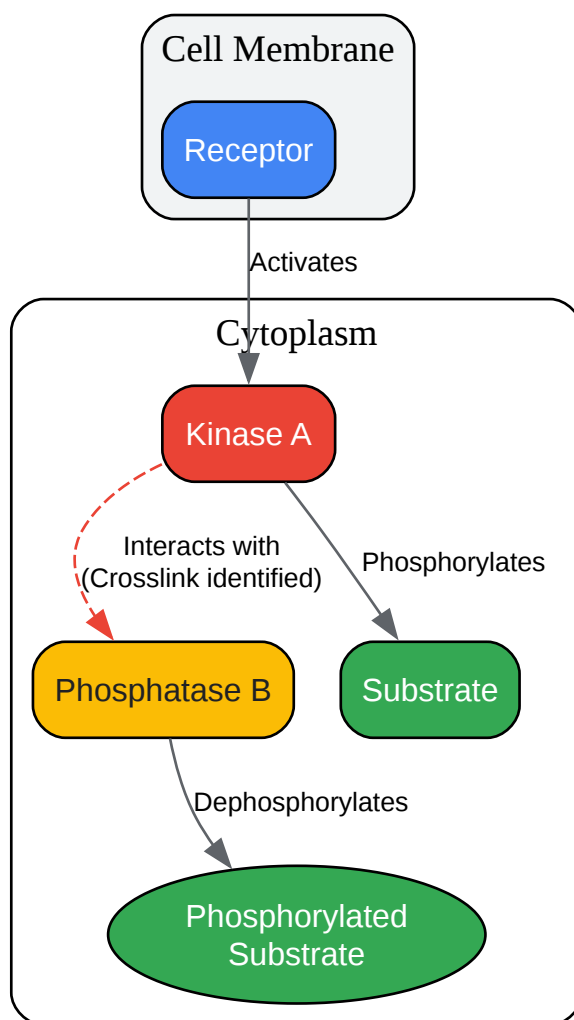 Cell Membrane
Receptor
Activates
Cytoplasm
Kinase A
Interacts with
(Crosslink identified)
Phosphorylates
Phosphatase B
Substrate
Dephosphorylates
Phosphorylated
Substrate